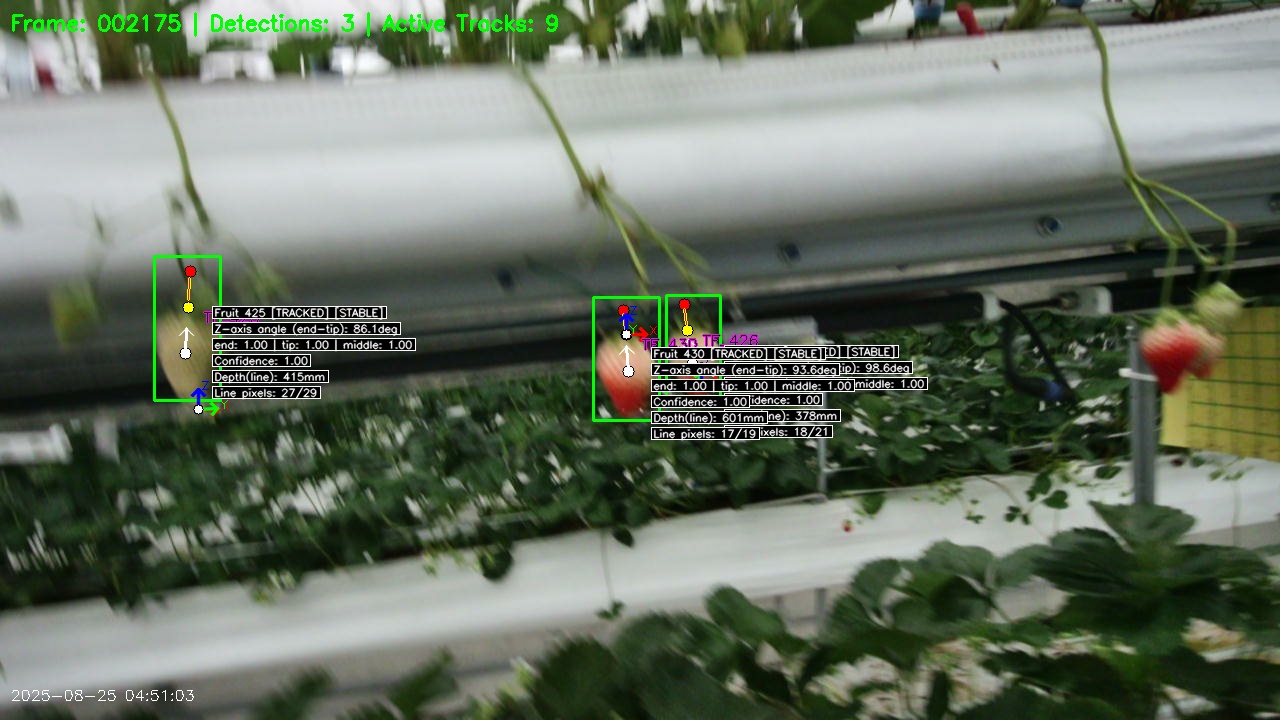 Frame: 002175 | Detections: 3 | Active Tracks: 9
Fruit 425 [TRACKED] [STABLE]
Z-axis angle (end-tip): 86.1deg
end: 1.00 | tip: 1.00 | middle: 1.00
Confidence: 1.00
Depth(line): 415mm
Line pixels: 27/29
TF_426
Fruit 430 [TRACKED] [STABLE]D] [STABLE]
Z-axis angle (end-tip): 93.6deg ip): 98.6deg
end: 1.00 | tip: 1.00 | middle: 1.00 middle: 1.00
Confidence: 1.00 idence: 1.00
Depth(line): 601mm ne): 378mm
Line pixels: 17/19 ixels: 18/21
2025-08-25 04:51:03